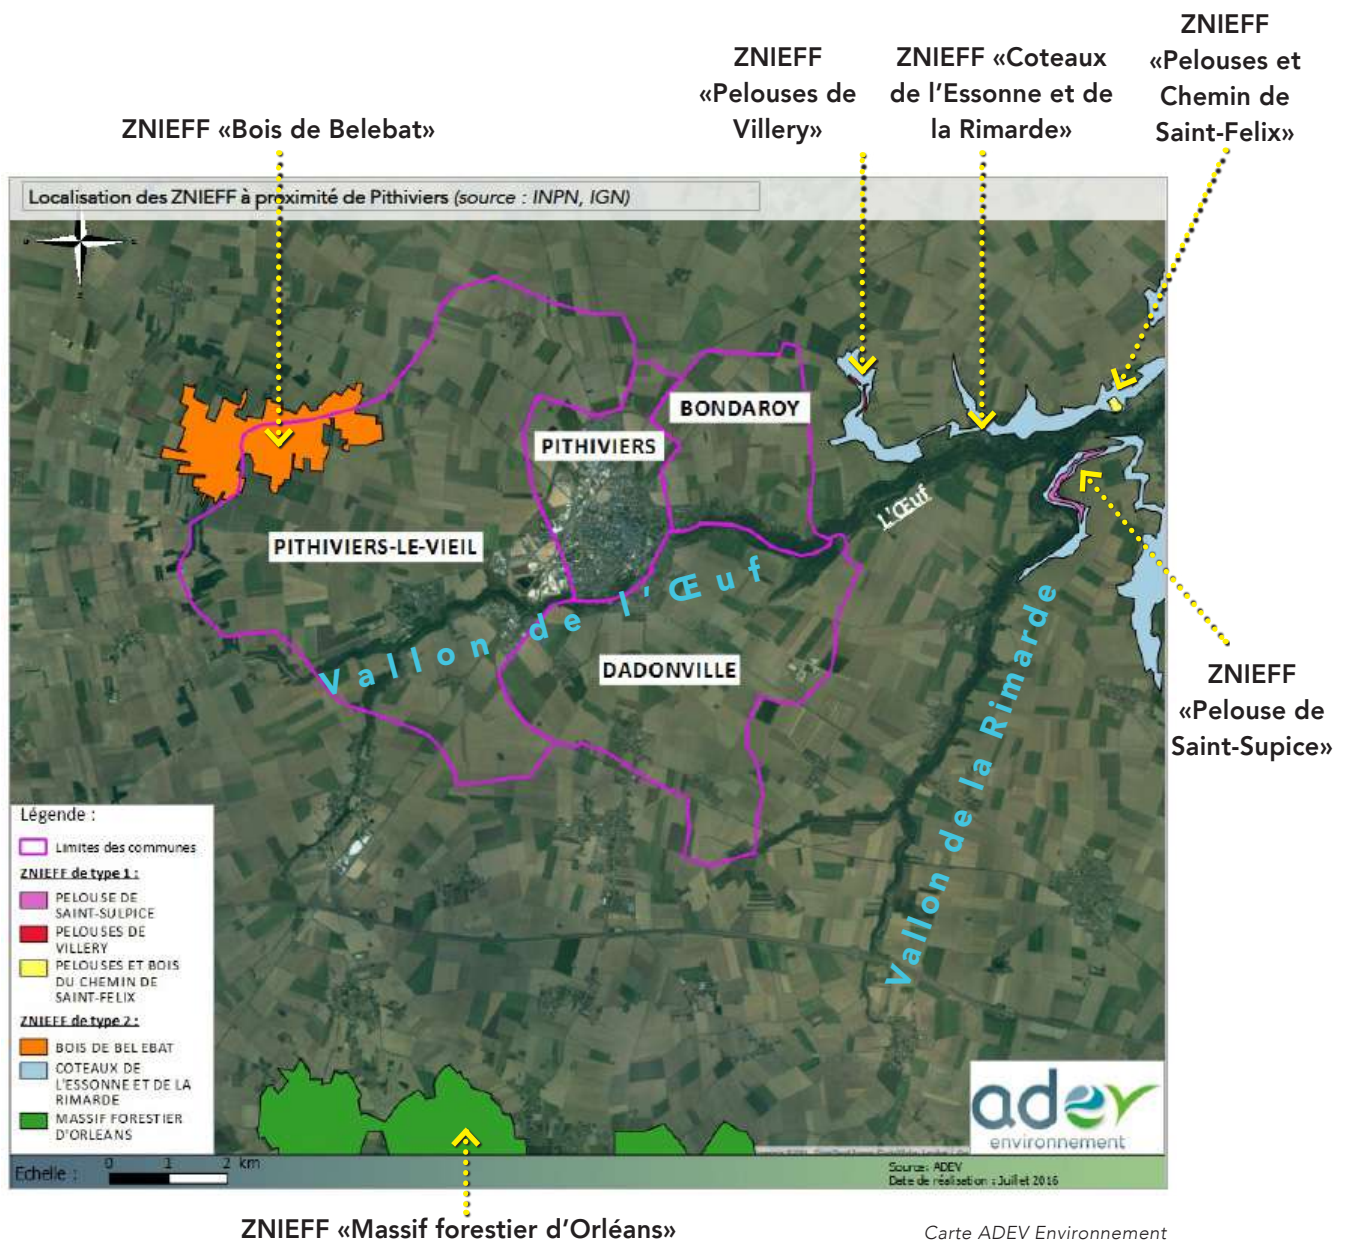 ZNIEFF
«Pelouses et
Chemin de
Saint-Felix»
ZNIEFF
«Pelouses de
Villery»
ZNIEFF «Coteaux
de l'Essonne et de
la Rimarde»
ZNIEFF «Bois de Belebat»
Localisation des ZNIEFF à proximité de Pithiviers (source : INPN, IGN)
BONDAROY
PITHIVIERS
L'Œuf
PITHIVIERS-LE-VIEIL
Vallon de l'Œuf
DADONVILLE
Vallon de la Rimarde
ZNIEFF
«Pelouse de
Saint-Supice»
Légende :
Limites des communes
ZNIEFF de type 1 :
PELOUSE DE
SAINT-SULPICE
PELOUSES DE
VILLERY
PELOUSES ET BOIS
DU CHEMIN DE
SAINT-FELIX
ZNIEFF de type 2 :
BOIS DE BELEBAT
COTEAUX DE
L'ESSONNE ET DE LA
RIMARDE
MASSIF FORESTIER
D'ORLEANS
adev
environnement
Echelle :
0 1 2 km
Source: ADEV
Date de réalisation : Juillet 2016
ZNIEFF «Massif forestier d'Orléans»
Carte ADEV Environnement